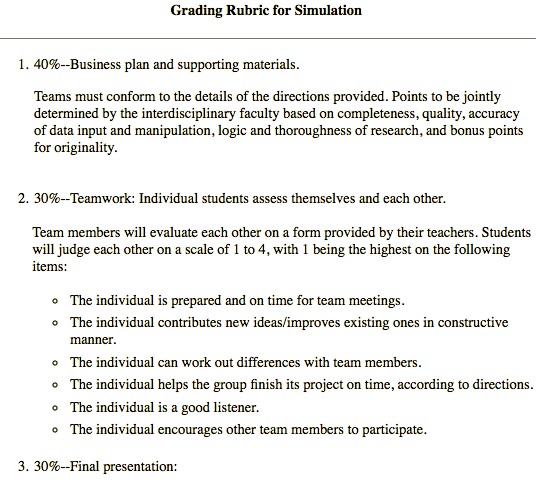 Grading Rubric for Simulation
1. 40%--Business plan and supporting materials.
Teams must conform to the details of the directions provided. Points to be jointly
determined by the interdisciplinary faculty based on completeness, quality, accuracy
of data input and manipulation, logic and thoroughness of research, and bonus points
for originality.
2. 30%--Teamwork: Individual students assess themselves and each other.
Team members will evaluate each other on a form provided by their teachers. Students
will judge each other on a scale of 1 to 4, with 1 being the highest on the following
items:
○ The individual is prepared and on time for team meetings.
○ The individual contributes new ideas/improves existing ones in constructive
manner.
○ The individual can work out differences with team members.
○ The individual helps the group finish its project on time, according to directions.
○ The individual is a good listener.
○ The individual encourages other team members to participate.
3. 30%--Final presentation: